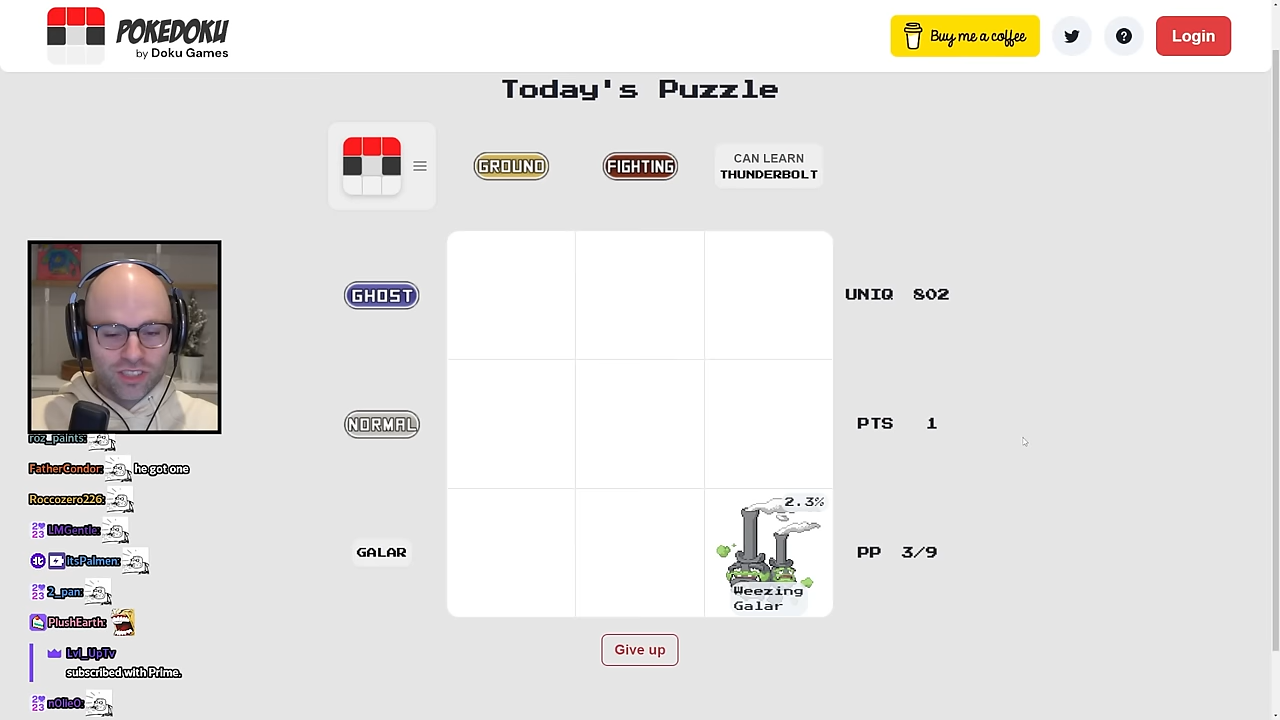 POKEDOKU
by Doku Games
Buy me a coffee
?
Login
Today's Puzzle
GROUND
FIGHTING
CAN LEARN
THUNDERBOLT
GHOST
UNIQ 802
NORMAL
PTS 1
GALAR
2.3%
Weezing
Galar
PP 3/9
Give up
roz_paints:
FatherCondor: he got one
Roccozero226:
LMGentle:
ItsPalmen:
2_pan:
PlushEarth:
Lvl_UpTv
subscribed with Prime.
n0lle0: